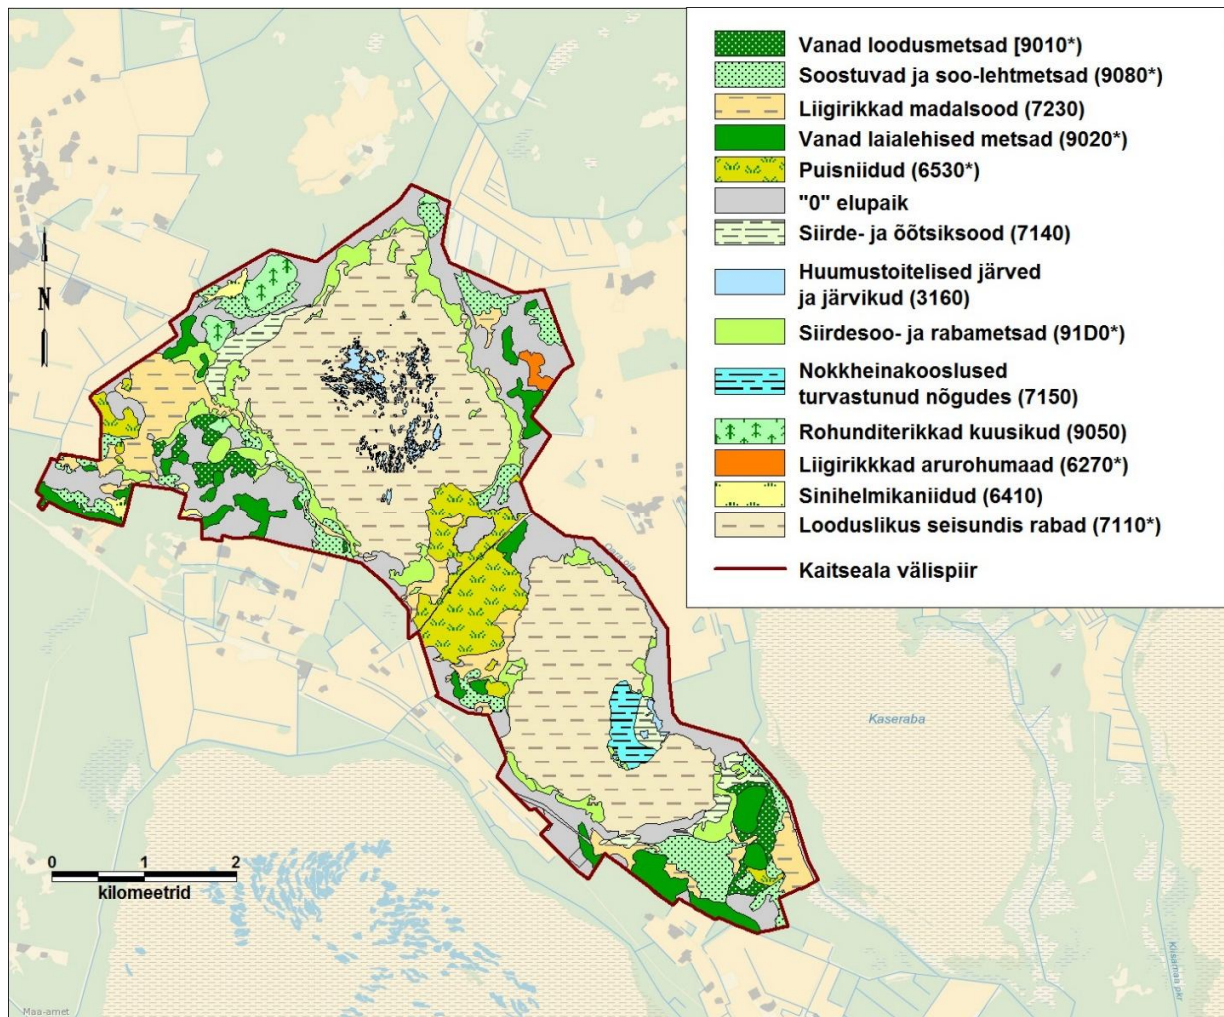 Vanad loodusmetsad [9010*)
Soostuvad ja soo-lehtmetsad (9080*)
Liigirikkad madalsood (7230)
Vanad laialehised metsad (9020*)
Puisniidud (6530*)
"0" elupaik
Siirde- ja õõtsiksood (7140)
Huumustoitelised järved
ja järvikud (3160)
Siirdesoo- ja rabametsad (91D0*)
Nokkheinakooslused
turvastunud nõgudes (7150)
Rohunditerikkad kuusikud (9050)
Liigirikkkad arurohumaad (6270*)
Sinihelmikaniidud (6410)
Looduslikus seisundis rabad (7110*)
Kaitseala välispiir
N
Kaseraba
0 1 2
kilomeetrid
Maa-amet